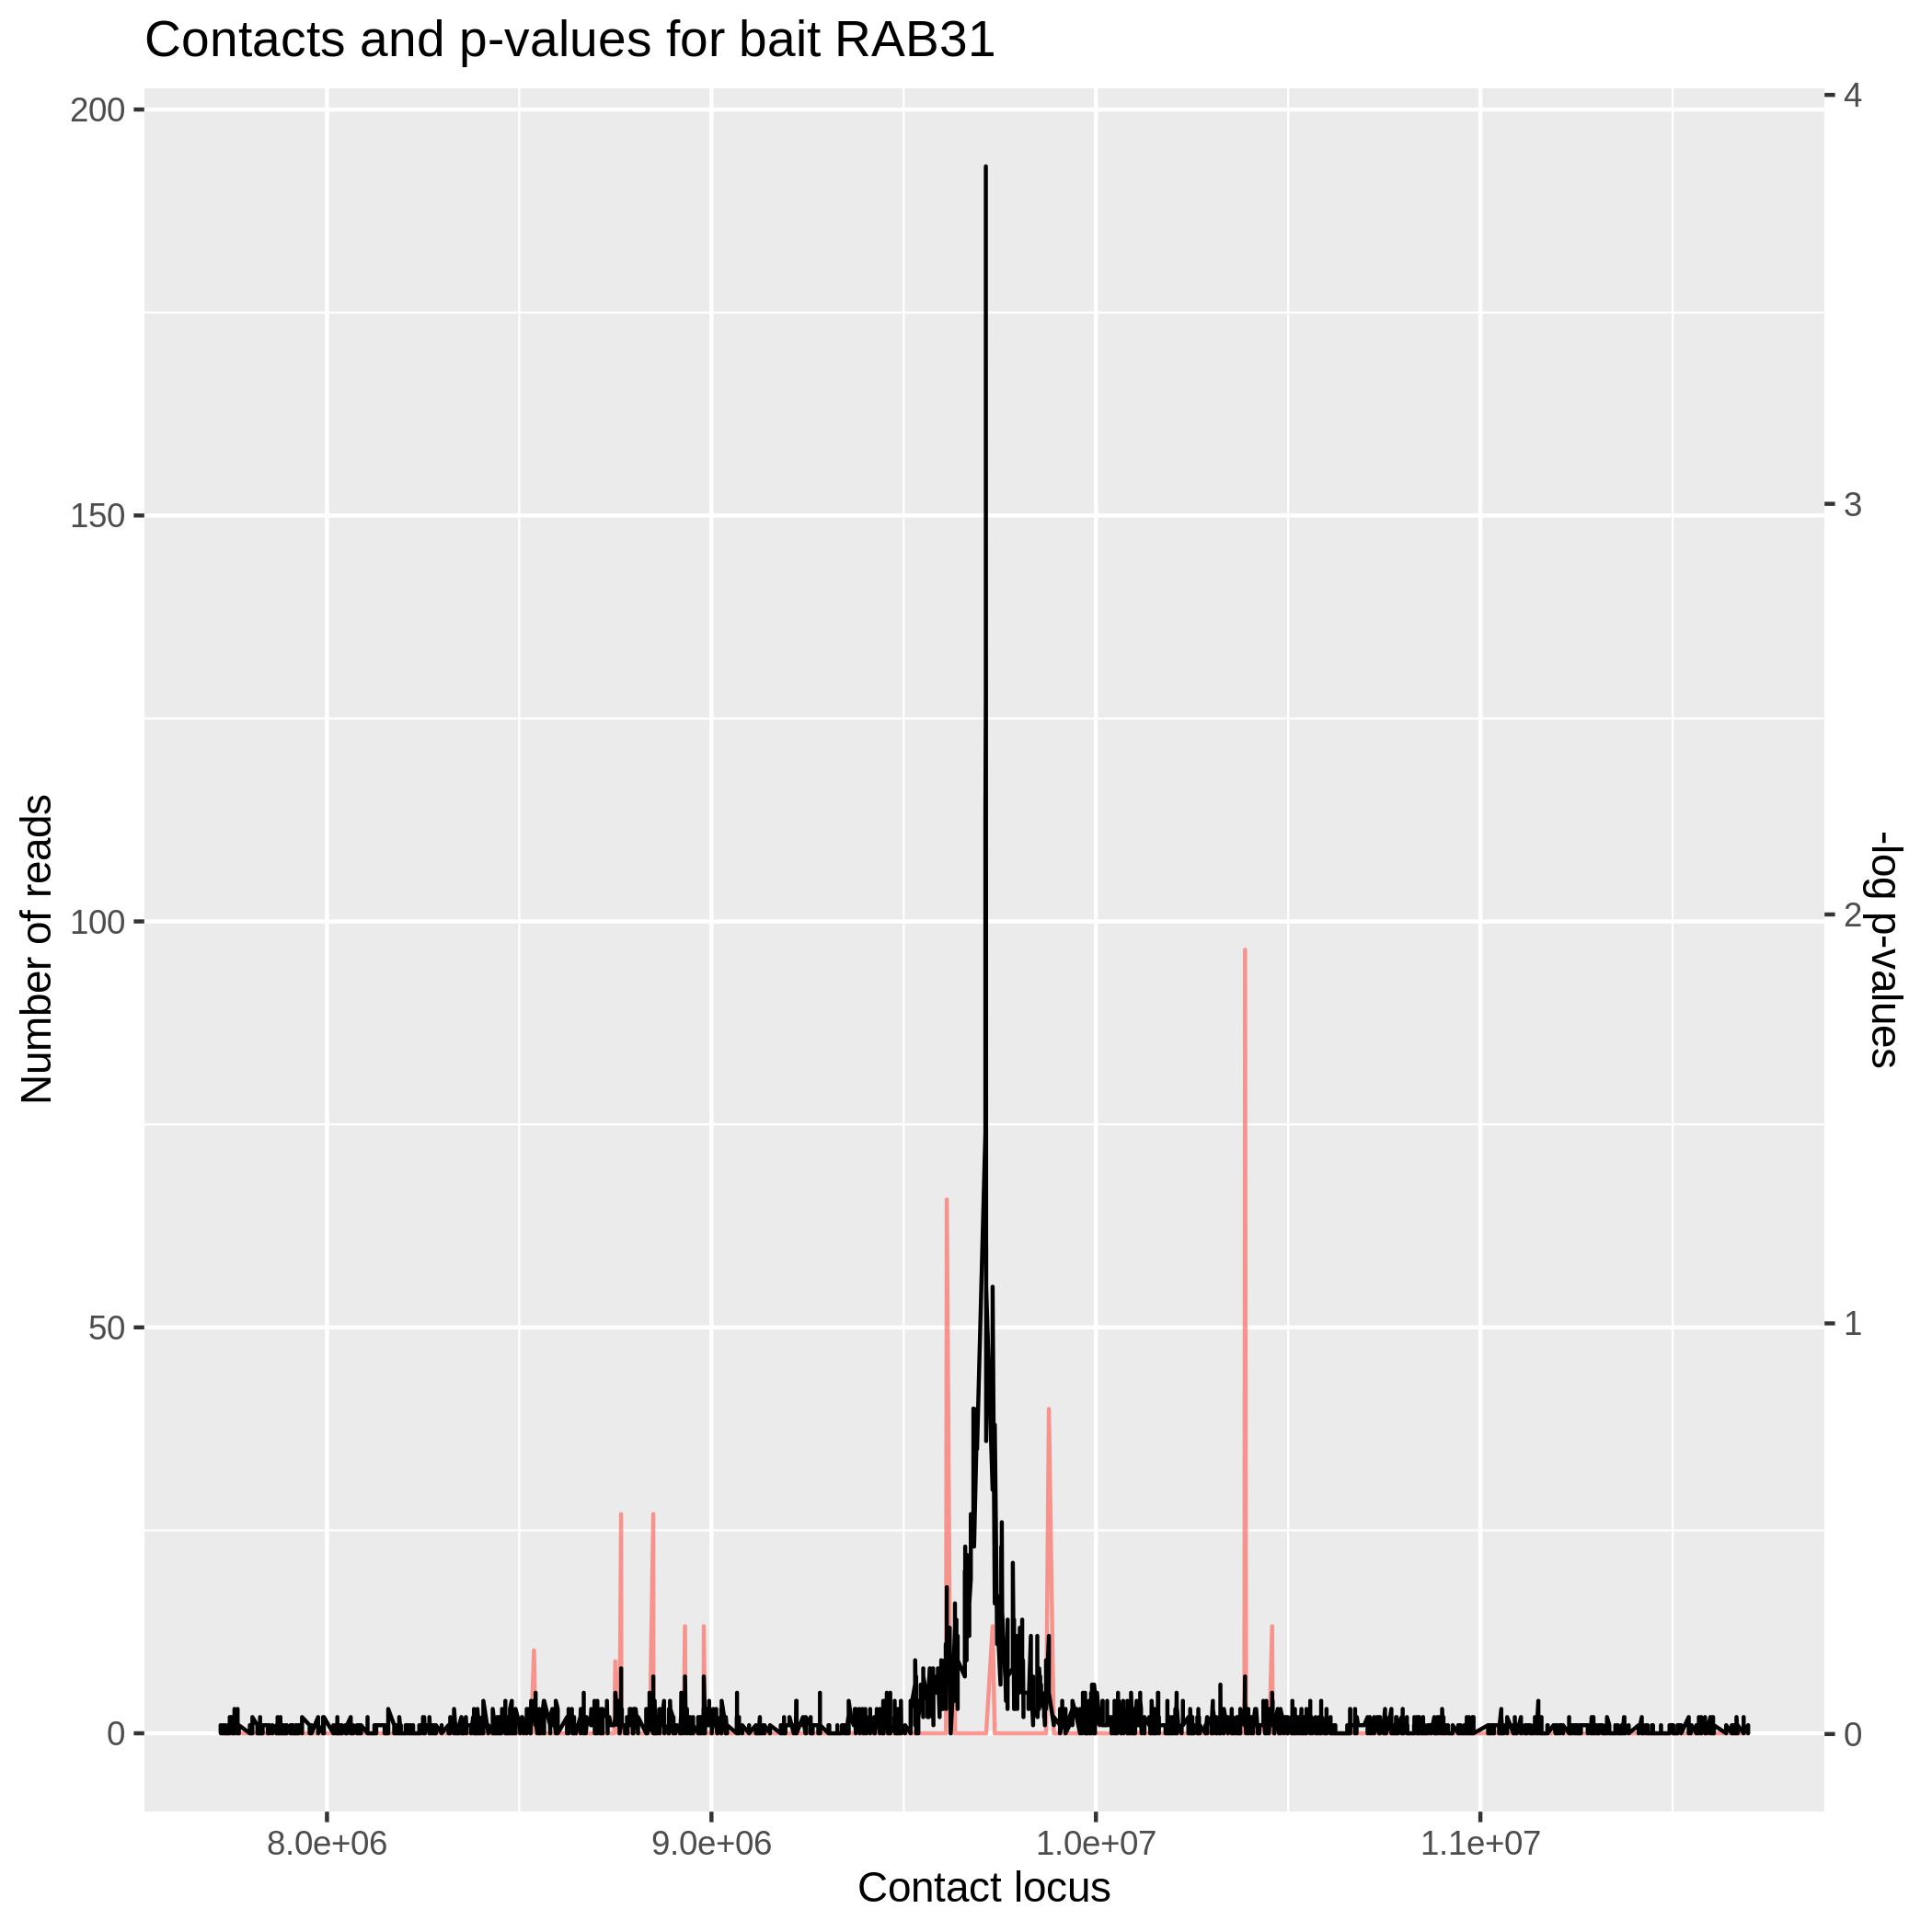 Contacts and p-values for bait RAB31
200
150
100
50
0
Number of reads
4
3
2
1
0
-log p-values
8.0e+06
9.0e+06
1.0e+07
1.1e+07
Contact locus